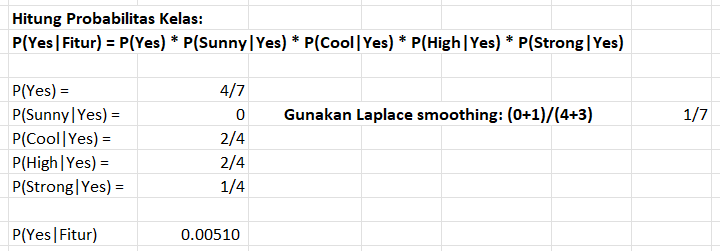 Hitung Probabilitas Kelas:
P(Yes|Fitur) = P(Yes) * P(Sunny|Yes) * P(Cool|Yes) * P(High|Yes) * P(Strong|Yes)
P(Yes) = 4/7
P(Sunny|Yes) = 0 Gunakan Laplace smoothing: (0+1)/(4+3) 1/7
P(Cool|Yes) = 2/4
P(High|Yes) = 2/4
P(Strong|Yes) = 1/4
P(Yes|Fitur) 0.00510